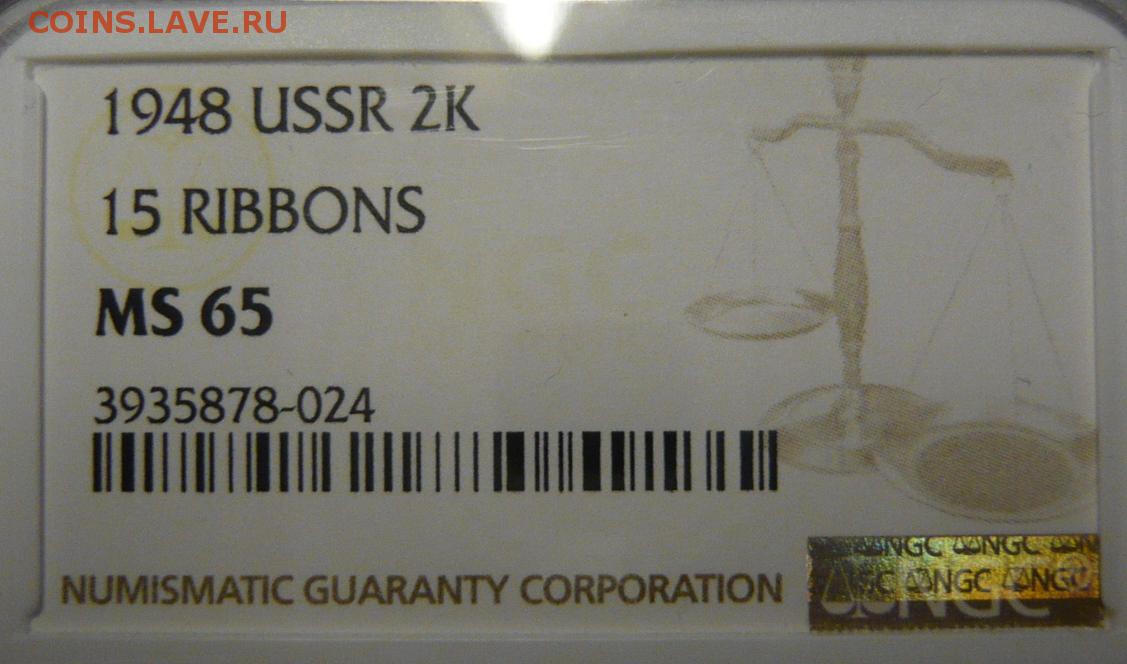 COINS.LAVE.RU
1948 USSR 2K
15 RIBBONS
MS 65
3935878-024
NUMISMATIC GUARANTY CORPORATION
NGC NGC
NGC NGC NGC
NGC